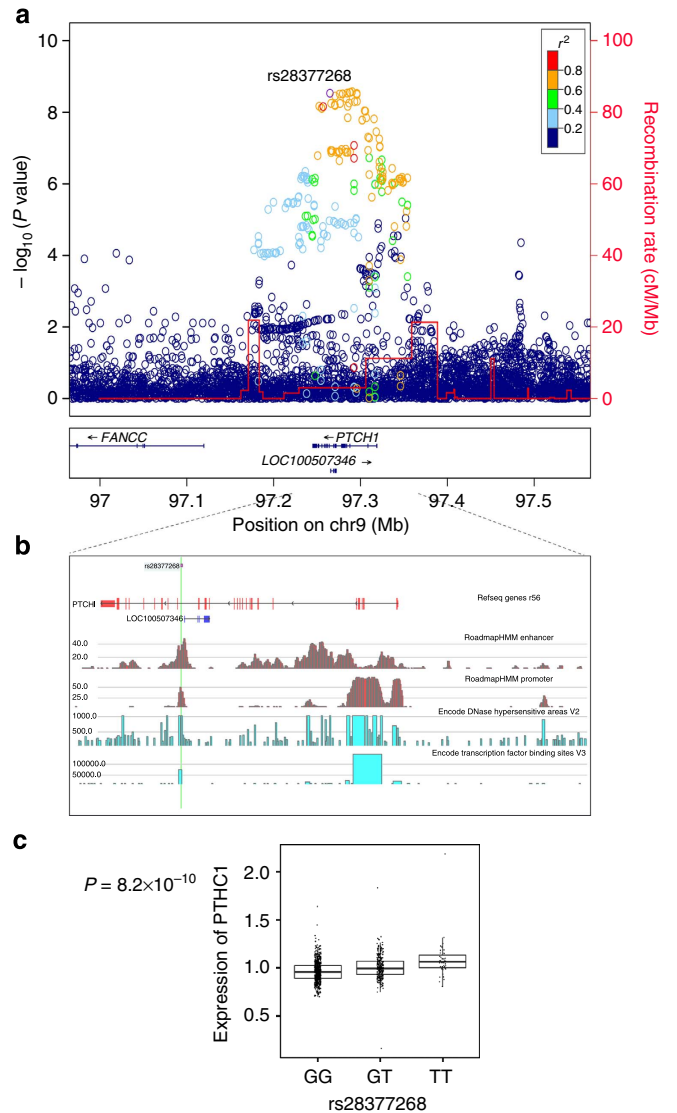 a
rs28377268
r²
0.8
0.6
0.4
0.2
10
8
6
4
2
0
100
80
60
40
20
0
– log₁₀ (P value)
Recombination rate (cM/Mb)
← FANCC
← PTCH1
LOC100507346 →
97 97.1 97.2 97.3 97.4 97.5
Position on chr9 (Mb)
b
rs28377268
PTCHI
Refseq genes r56
LOC100507346
RoadmapHMM enhancer
40.0
20.0
RoadmapHMM promoter
50.0
25.0
Encode DNase hypersensitive areas V2
1000.0
500.0
Encode transcription factor binding sites V3
100000.0
50000.0
c
P = 8.2×10⁻¹⁰
Expression of PTHC1
2.0
1.5
1.0
0.5
GG GT TT
rs28377268